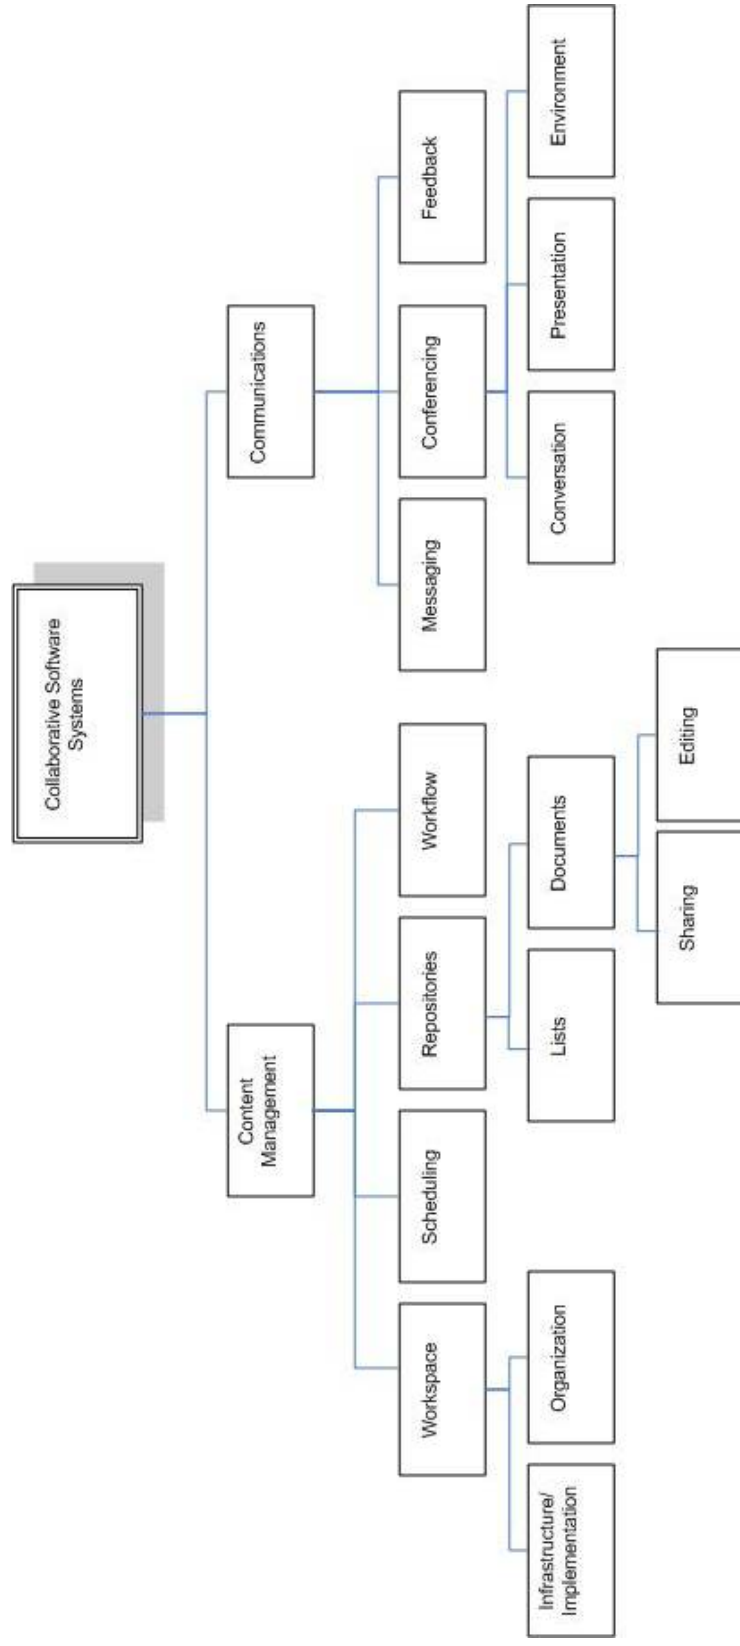 Collaborative Software
Systems
Content
Management
Communications
Workspace
Scheduling
Repositories
Workflow
Messaging
Conferencing
Feedback
Infrastructure/
Implementation
Organization
Lists
Documents
Conversation
Presentation
Environment
Sharing
Editing